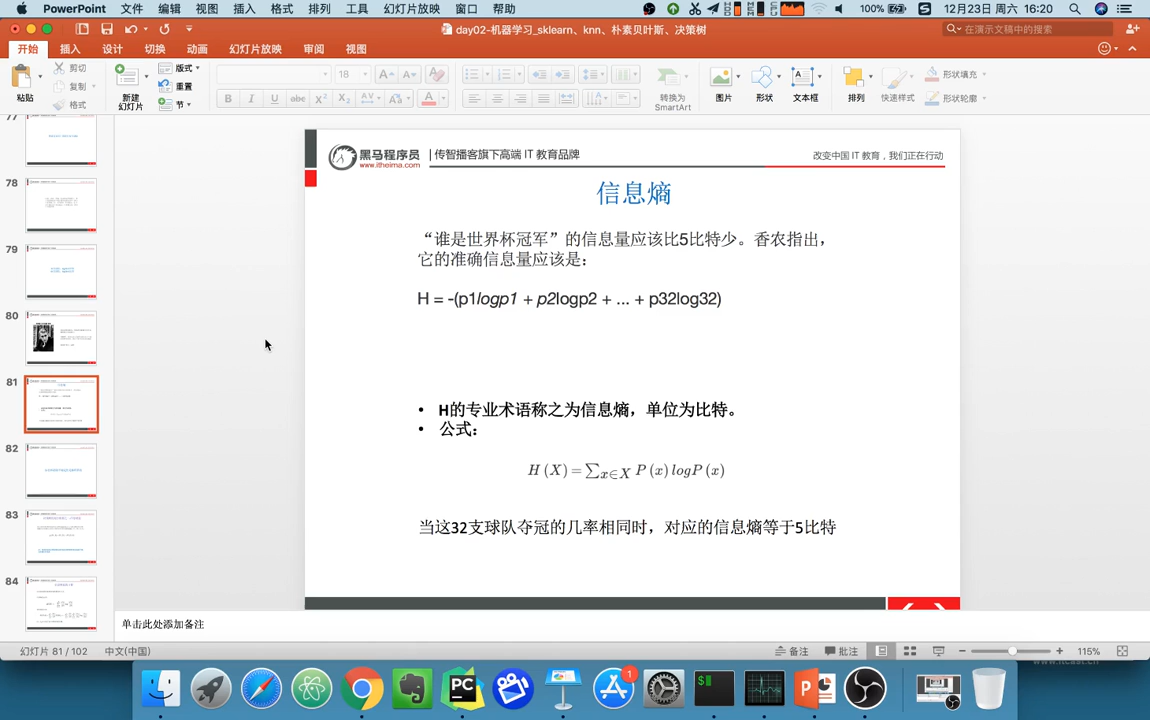 PowerPoint 文件 编辑 视图 插入 格式 工具 排列 幻灯片放映 窗口 帮助 100% 12月23日 周六 16:20
day02-机器学习_sklearn、knn、朴素贝叶斯、决策树
在演示文稿中的搜索
开始 插入 设计 切换 动画 幻灯片放映 审阅 视图
粘贴 剪切 复制 格式 新建幻灯片 版式 重置 节 18 转换为 SmartArt 图片 形状 文本框 排列 快速样式 形状填充 形状轮廓
B I U abc X² X₂ AV A
77
78
79
80
81
82
83
84
黑马程序员 www.itheima.com | 传智播客旗下高端 IT 教育品牌 改变中国 IT 教育，我们正在行动
信息熵
“谁是世界杯冠军”的信息量应该比5比特少。香农指出，
它的准确信息量应该是：
H = -(p1logp1 + p2logp2 + ... + p32log32)
• H的专业术语称之为信息熵，单位为比特。
• 公式：
H (X) = ∑x∈X P (x) logP (x)
当这32支球队夺冠的几率相同时，对应的信息熵等于5比特
单击此处添加备注
幻灯片 81 / 102 中文(中国) 备注 批注 115%
www.itcast.cn
PC
1
$
P